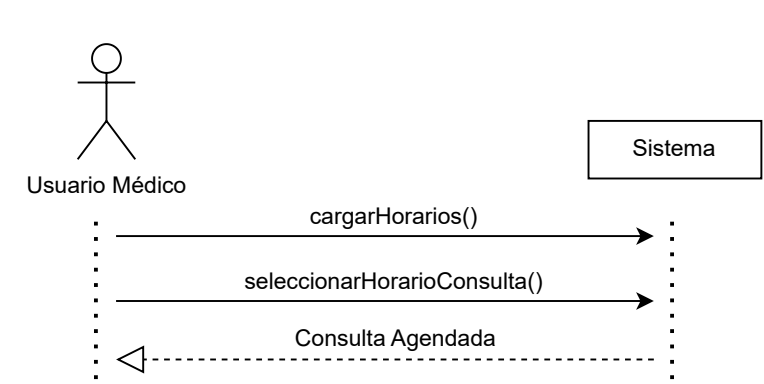 Usuario Médico
Sistema
cargarHorarios()
seleccionarHorarioConsulta()
Consulta Agendada